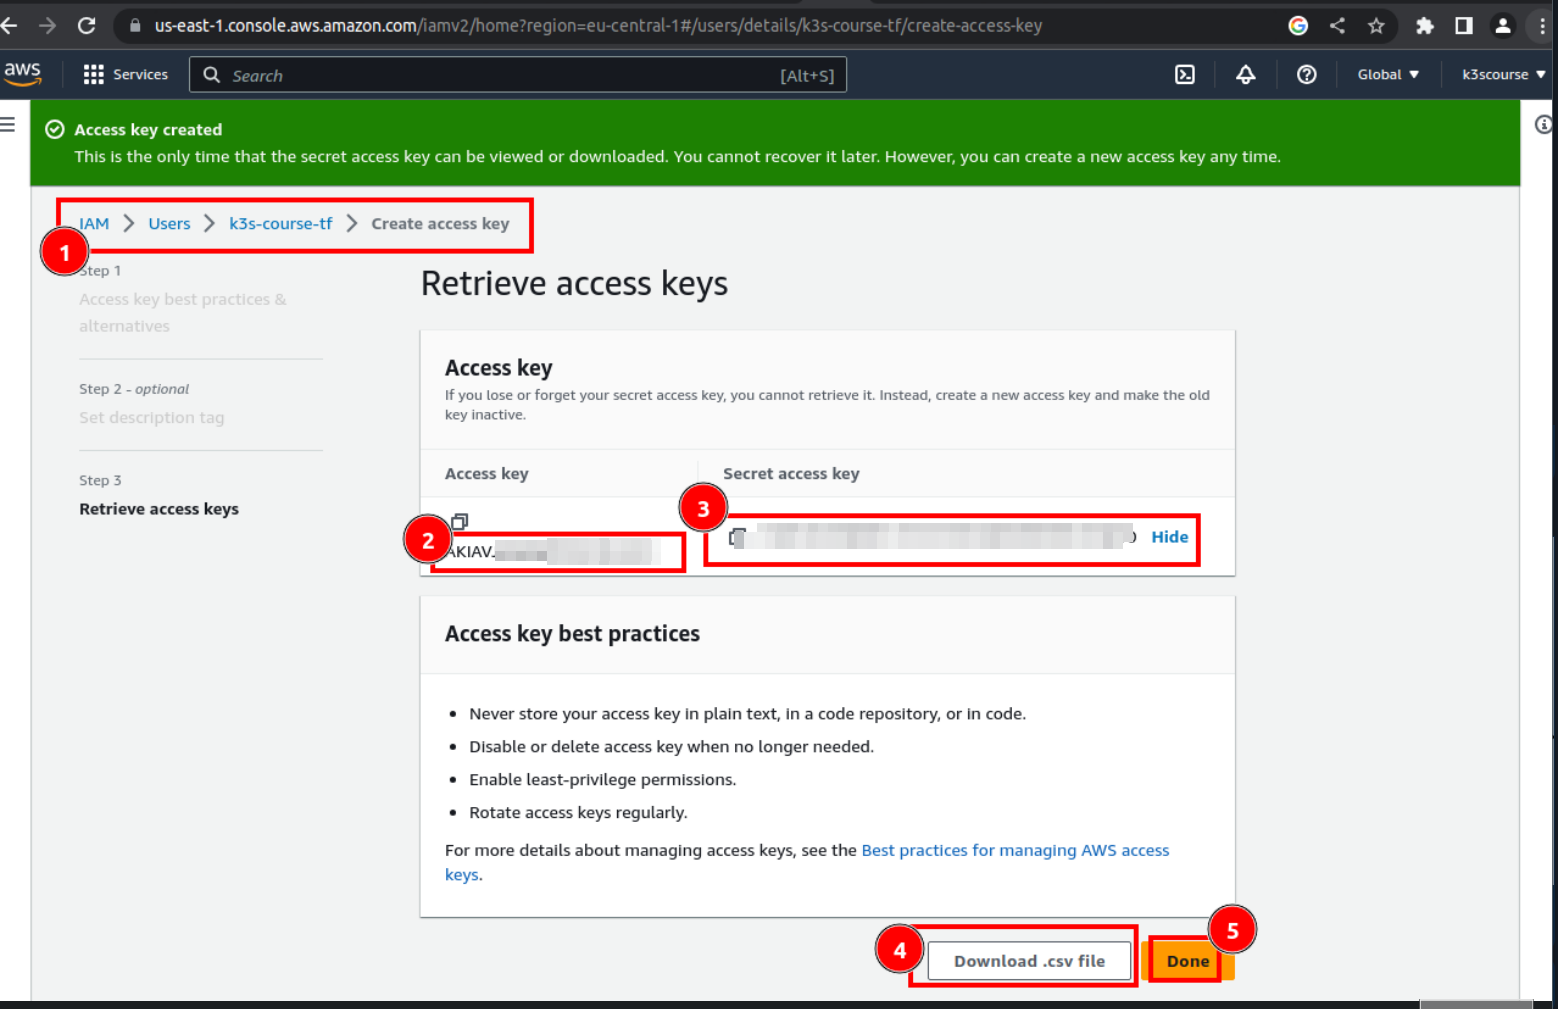 us-east-1.console.aws.amazon.com/iamv2/home?region=eu-central-1#/users/details/k3s-course-tf/create-access-key
aws
Services
Search
[Alt+S]
Global
k3scourse
Access key created
This is the only time that the secret access key can be viewed or downloaded. You cannot recover it later. However, you can create a new access key any time.
IAM > Users > k3s-course-tf > Create access key
1
Step 1
Access key best practices &
alternatives
Step 2 - optional
Set description tag
Step 3
Retrieve access keys
Retrieve access keys
Access key
If you lose or forget your secret access key, you cannot retrieve it. Instead, create a new access key and make the old
key inactive.
Access key
Secret access key
2
AKIAV
3
Hide
Access key best practices
• Never store your access key in plain text, in a code repository, or in code.
• Disable or delete access key when no longer needed.
• Enable least-privilege permissions.
• Rotate access keys regularly.
For more details about managing access keys, see the Best practices for managing AWS access
keys.
4
Download .csv file
5
Done